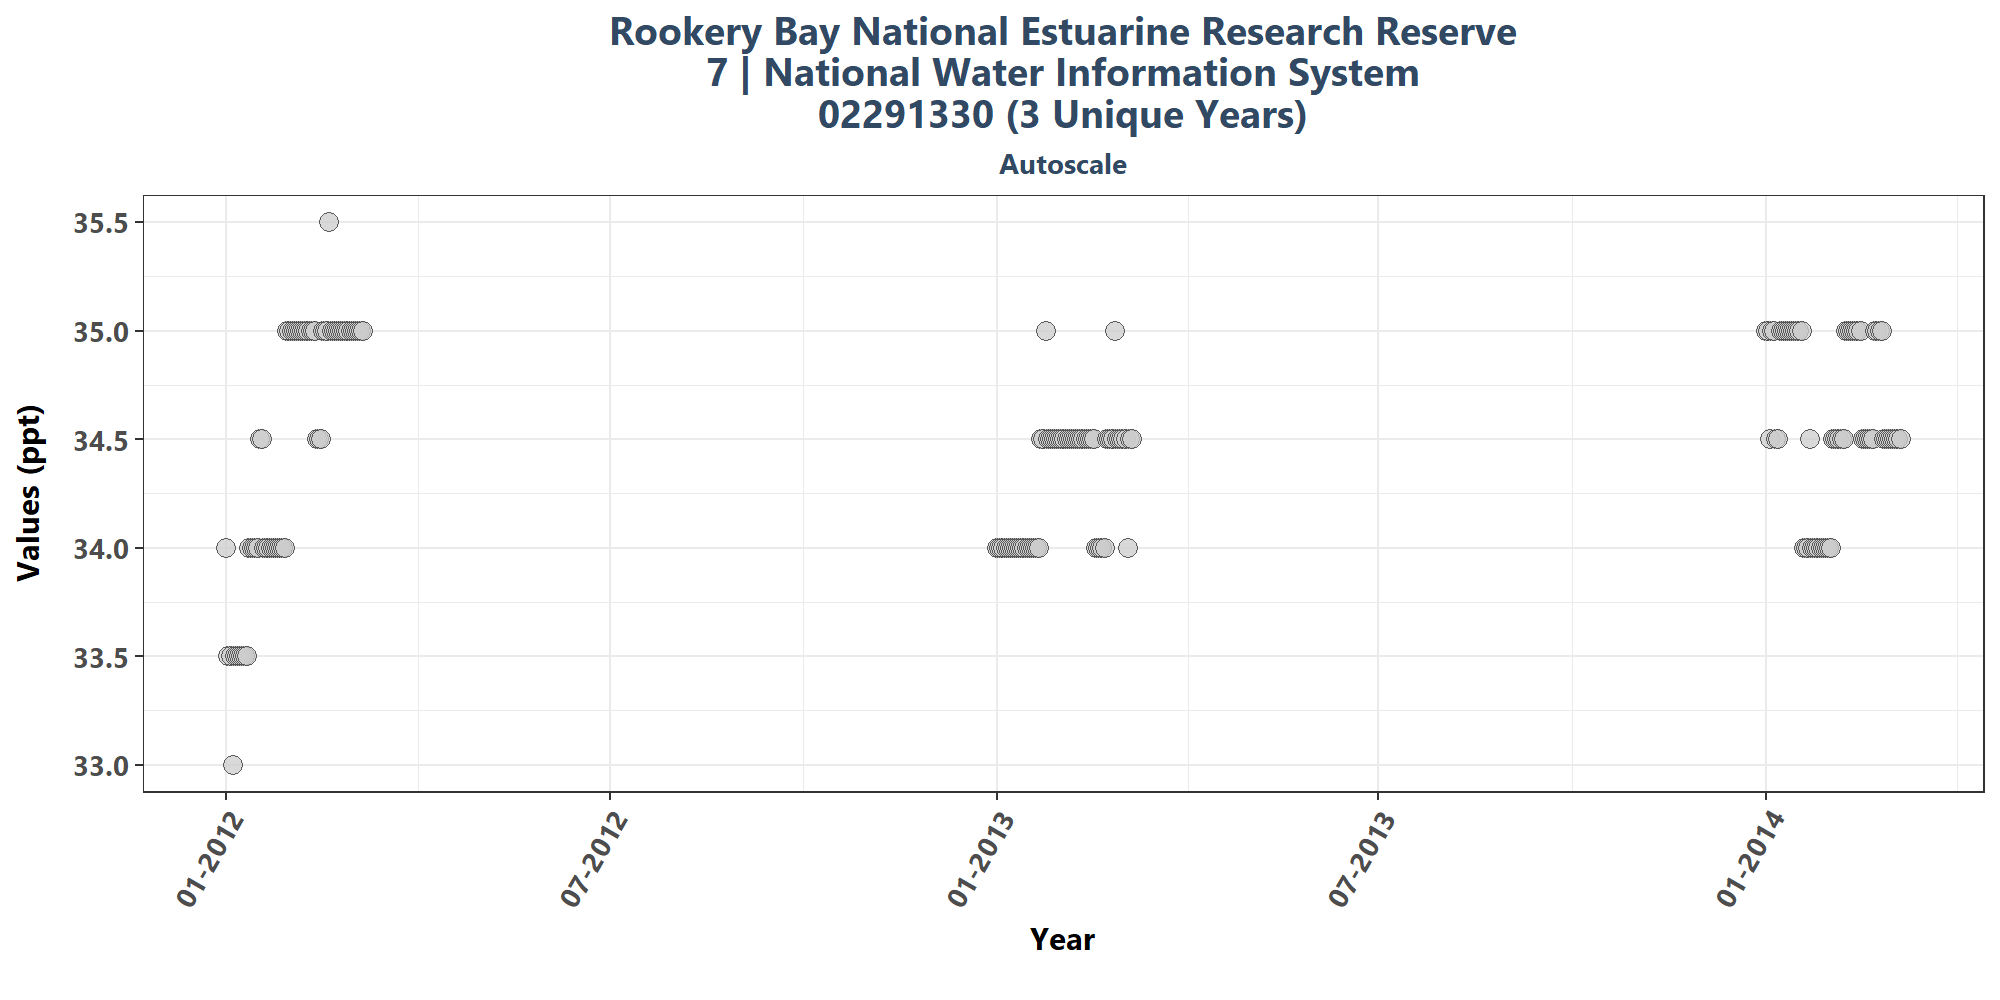 Rookery Bay National Estuarine Research Reserve
7 | National Water Information System
02291330 (3 Unique Years)
Autoscale
Values (ppt)
35.5
35.0
34.5
34.0
33.5
33.0
01-2012
07-2012
01-2013
07-2013
01-2014
Year